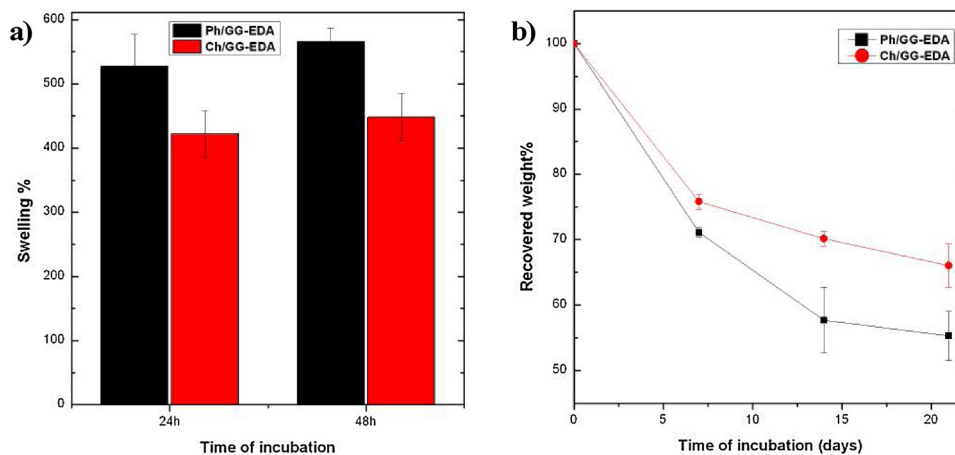 a)
Ph/GG-EDA
Ch/GG-EDA
Swelling %
600
500
400
300
200
100
0
24h
48h
Time of incubation
b)
Ph/GG-EDA
Ch/GG-EDA
Recovered weight%
100
90
80
70
60
50
0
5
10
15
20
Time of incubation (days)